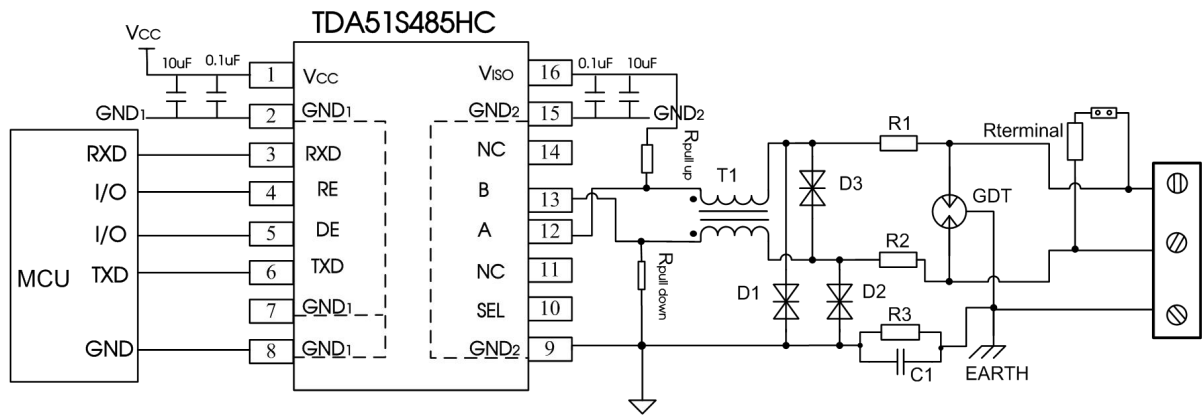 TDA51S485HC
VCC
10uF 0.1uF
0.1uF 10uF
1 VCC
VISO 16
GND1 2 GND1
GND2 15 GND2
RXD 3 RXD
NC 14
I/O 4 RE
B 13
I/O 5 DE
A 12
MCU
TXD 6 TXD
NC 11
7 GND1
SEL 10
GND 8 GND1
GND2 9
Rpull up
Rpull down
T1
D3
D1
D2
R1
R2
R3
C1
GDT
Rterminal
EARTH